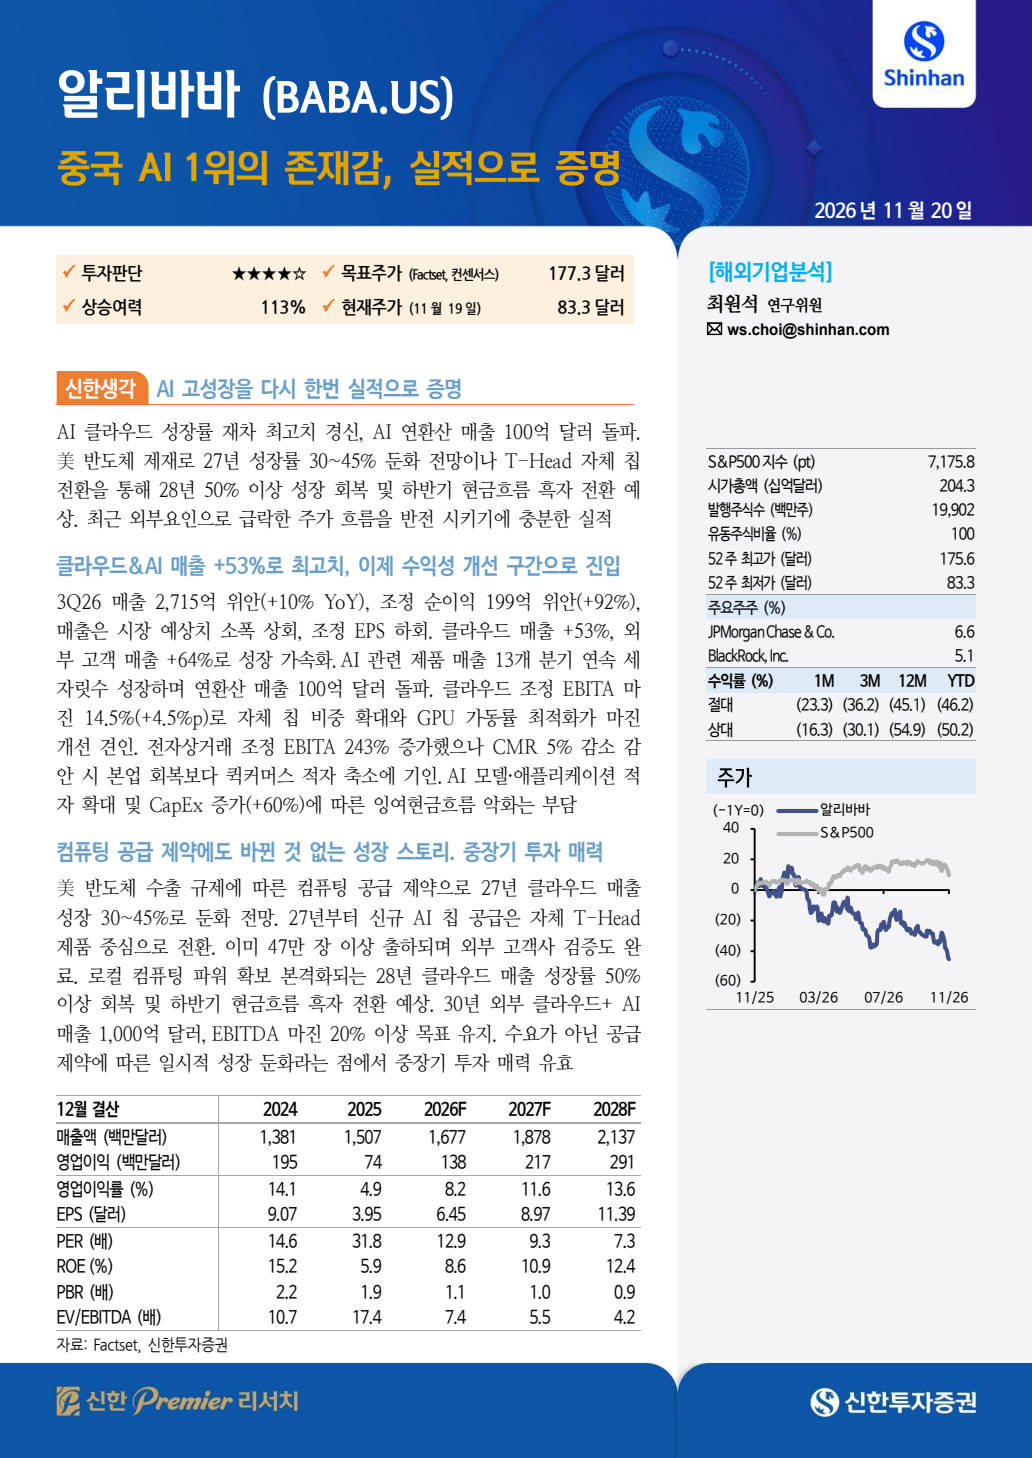 Shinhan
알리바바 (BABA.US)
중국 AI 1위의 존재감, 실적으로 증명
2026년 11월 20일
✓ 투자판단 ★★★★☆ ✓ 목표주가 (Factset, 컨센서스) 177.3 달러
✓ 상승여력 113% ✓ 현재주가 (11월 19일) 83.3 달러
신한생각 AI 고성장을 다시 한번 실적으로 증명
AI 클라우드 성장률 재차 최고치 경신, AI 연환산 매출 100억 달러 돌파.
美 반도체 제재로 27년 성장률 30~45% 둔화 전망이나 T-Head 자체 칩
전환을 통해 28년 50% 이상 성장 회복 및 하반기 현금흐름 흑자 전환 예
상. 최근 외부요인으로 급락한 주가 흐름을 반전 시키기에 충분한 실적
클라우드&AI 매출 +53%로 최고치, 이제 수익성 개선 구간으로 진입
3Q26 매출 2,715억 위안(+10% YoY), 조정 순이익 199억 위안(+92%),
매출은 시장 예상치 소폭 상회, 조정 EPS 하회. 클라우드 매출 +53%, 외
부 고객 매출 +64%로 성장 가속화. AI 관련 제품 매출 13개 분기 연속 세
자릿수 성장하며 연환산 매출 100억 달러 돌파. 클라우드 조정 EBITA 마
진 14.5%(+4.5%p)로 자체 칩 비중 확대와 GPU 가동률 최적화가 마진
개선 견인. 전자상거래 조정 EBITA 243% 증가했으나 CMR 5% 감소 감
안 시 본업 회복보다 퀵커머스 적자 축소에 기인. AI 모델·애플리케이션 적
자 확대 및 CapEx 증가(+60%)에 따른 잉여현금흐름 악화는 부담
컴퓨팅 공급 제약에도 바뀐 것 없는 성장 스토리. 중장기 투자 매력
美 반도체 수출 규제에 따른 컴퓨팅 공급 제약으로 27년 클라우드 매출
성장 30~45%로 둔화 전망. 27년부터 신규 AI 칩 공급은 자체 T-Head
제품 중심으로 전환. 이미 47만 장 이상 출하되며 외부 고객사 검증도 완
료. 로컬 컴퓨팅 파워 확보 본격화되는 28년 클라우드 매출 성장률 50%
이상 회복 및 하반기 현금흐름 흑자 전환 예상. 30년 외부 클라우드+ AI
매출 1,000억 달러, EBITDA 마진 20% 이상 목표 유지. 수요가 아닌 공급
제약에 따른 일시적 성장 둔화라는 점에서 중장기 투자 매력 유효
12월 결산 2024 2025 2026F 2027F 2028F
매출액 (백만달러) 1,381 1,507 1,677 1,878 2,137
영업이익 (백만달러) 195 74 138 217 291
영업이익률 (%) 14.1 4.9 8.2 11.6 13.6
EPS (달러) 9.07 3.95 6.45 8.97 11.39
PER (배) 14.6 31.8 12.9 9.3 7.3
ROE (%) 15.2 5.9 8.6 10.9 12.4
PBR (배) 2.2 1.9 1.1 1.0 0.9
EV/EBITDA (배) 10.7 17.4 7.4 5.5 4.2
자료: Factset, 신한투자증권
[해외기업분석]
최원석 연구위원
ws.choi@shinhan.com
S&P500 지수 (pt) 7,175.8
시가총액 (십억달러) 204.3
발행주식수 (백만주) 19,902
유동주식비율 (%) 100
52주 최고가 (달러) 175.6
52주 최저가 (달러) 83.3
주요주주 (%)
JPMorgan Chase & Co. 6.6
BlackRock, Inc. 5.1
수익률 (%) 1M 3M 12M YTD
절대 (23.3) (36.2) (45.1) (46.2)
상대 (16.3) (30.1) (54.9) (50.2)
주가
(-1Y=0) 알리바바
S&P500
40
20
0
(20)
(40)
(60)
11/25 03/26 07/26 11/26
신한 Premier 리서치
신한투자증권